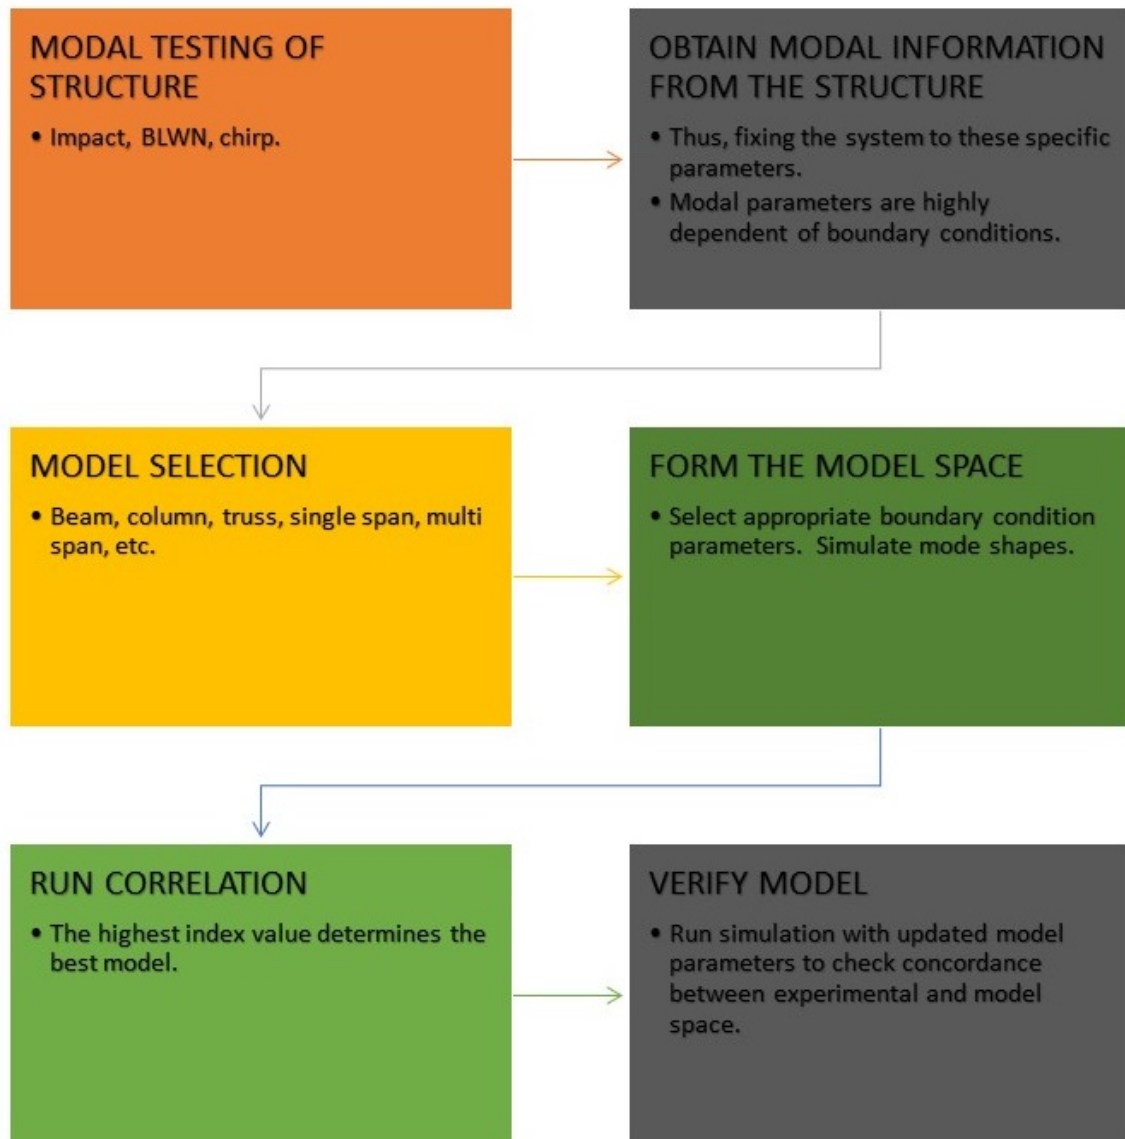 MODAL TESTING OF
STRUCTURE
• Impact, BLWN, chirp.
OBTAIN MODAL INFORMATION
FROM THE STRUCTURE
• Thus, fixing the system to these specific
parameters.
• Modal parameters are highly
dependent of boundary conditions.
MODEL SELECTION
• Beam, column, truss, single span, multi
span, etc.
FORM THE MODEL SPACE
• Select appropriate boundary condition
parameters. Simulate mode shapes.
RUN CORRELATION
• The highest index value determines the
best model.
VERIFY MODEL
• Run simulation with updated model
parameters to check concordance
between experimental and model
space.